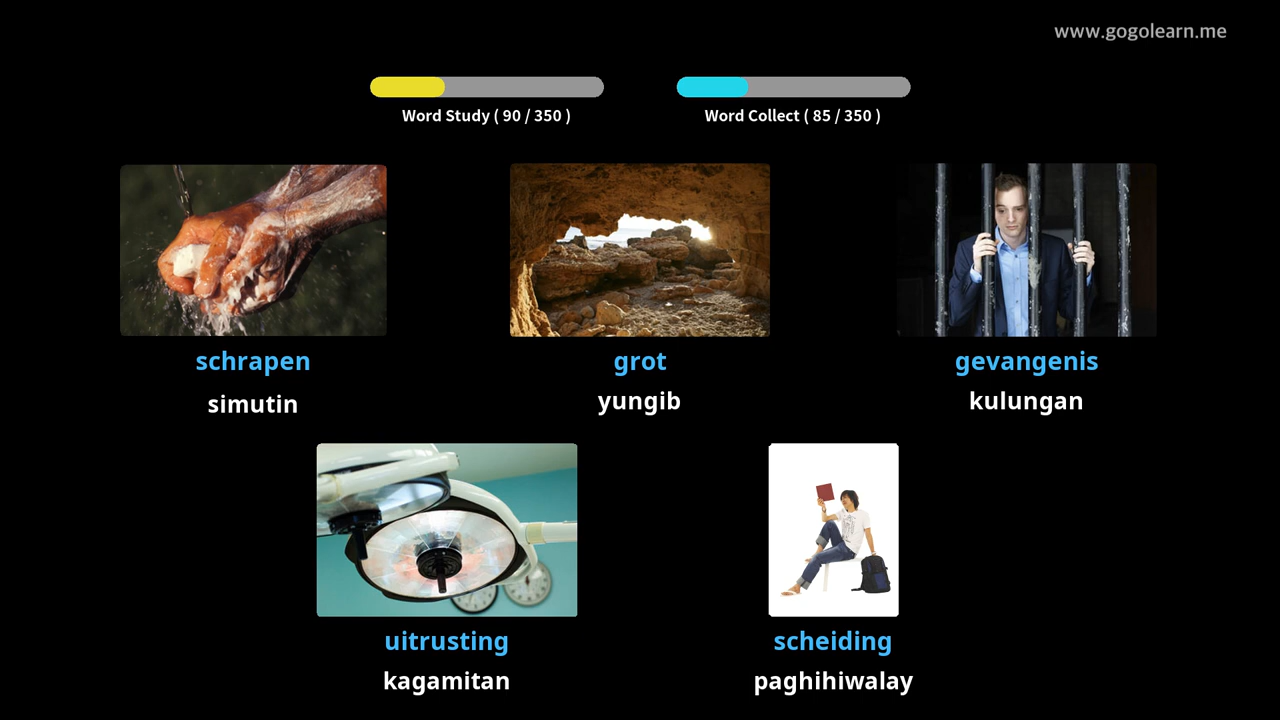 www.gogolearn.me
Word Study ( 90 / 350 )
Word Collect ( 85 / 350 )
schrapen
simutin
grot
yungib
gevangenis
kulungan
uitrusting
kagamitan
scheiding
paghihiwalay